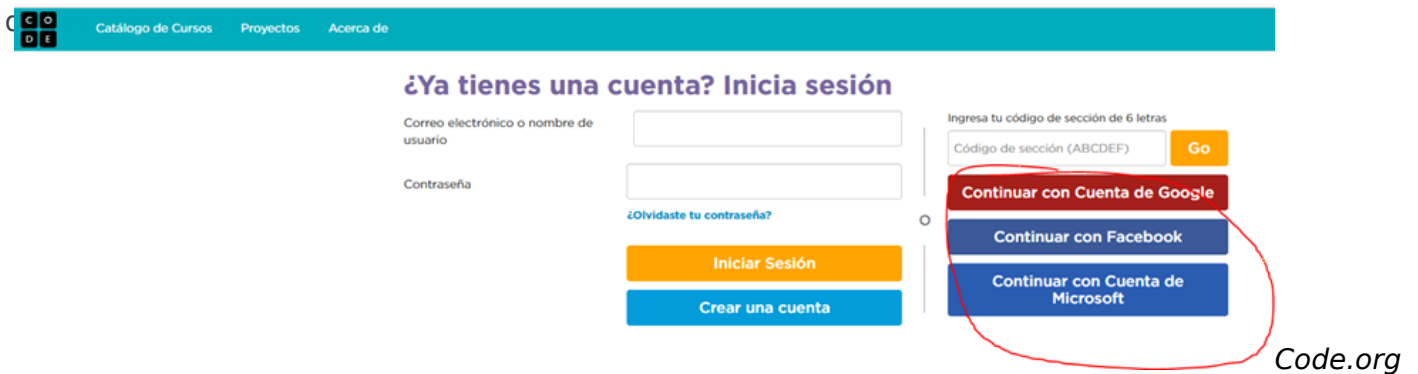 C O
D E
Catálogo de Cursos Proyectos Acerca de
¿Ya tienes una cuenta? Inicia sesión
Correo electrónico o nombre de
usuario
Contraseña
¿Olvidaste tu contraseña?
Iniciar Sesión
Crear una cuenta
O
Ingresa tu código de sección de 6 letras
Código de sección (ABCDEF) Go
Continuar con Cuenta de Google
Continuar con Facebook
Continuar con Cuenta de
Microsoft
Code.org